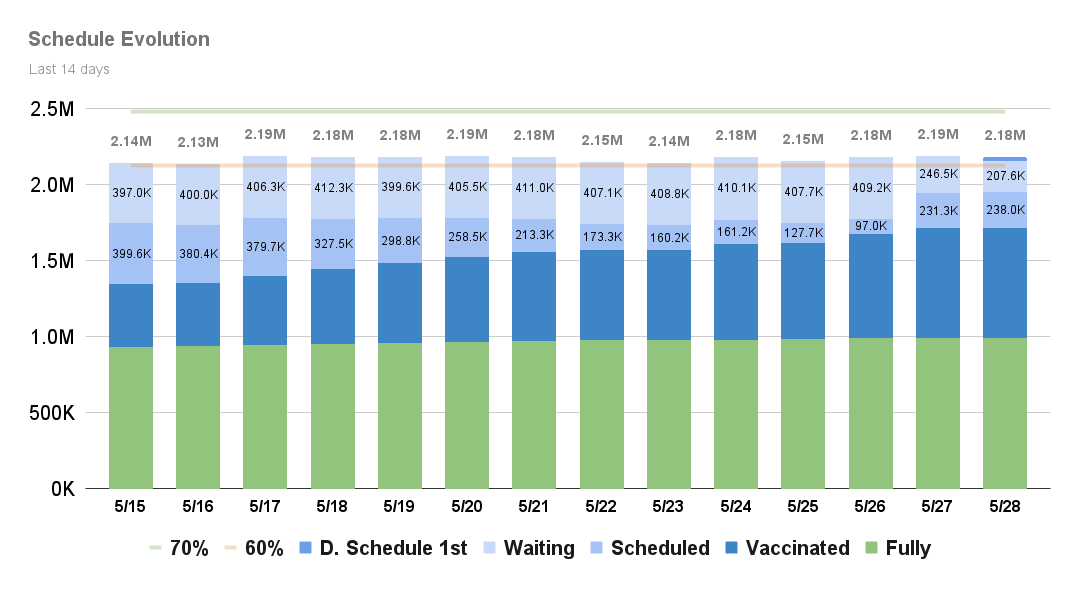 Schedule Evolution
Last 14 days
2.5M
2.14M 2.13M 2.19M 2.18M 2.18M 2.19M 2.18M 2.15M 2.14M 2.18M 2.15M 2.18M 2.19M 2.18M
2.0M
397.0K 400.0K 406.3K 412.3K 399.6K 405.5K 411.0K 407.1K 408.8K 410.1K 407.7K 409.2K 246.5K 207.6K
399.6K 380.4K 379.7K 327.5K 298.8K 258.5K 213.3K 173.3K 160.2K 161.2K 127.7K 97.0K 231.3K 238.0K
1.5M
1.0M
500K
0K
5/15 5/16 5/17 5/18 5/19 5/20 5/21 5/22 5/23 5/24 5/25 5/26 5/27 5/28
70% 60% D. Schedule 1st Waiting Scheduled Vaccinated Fully